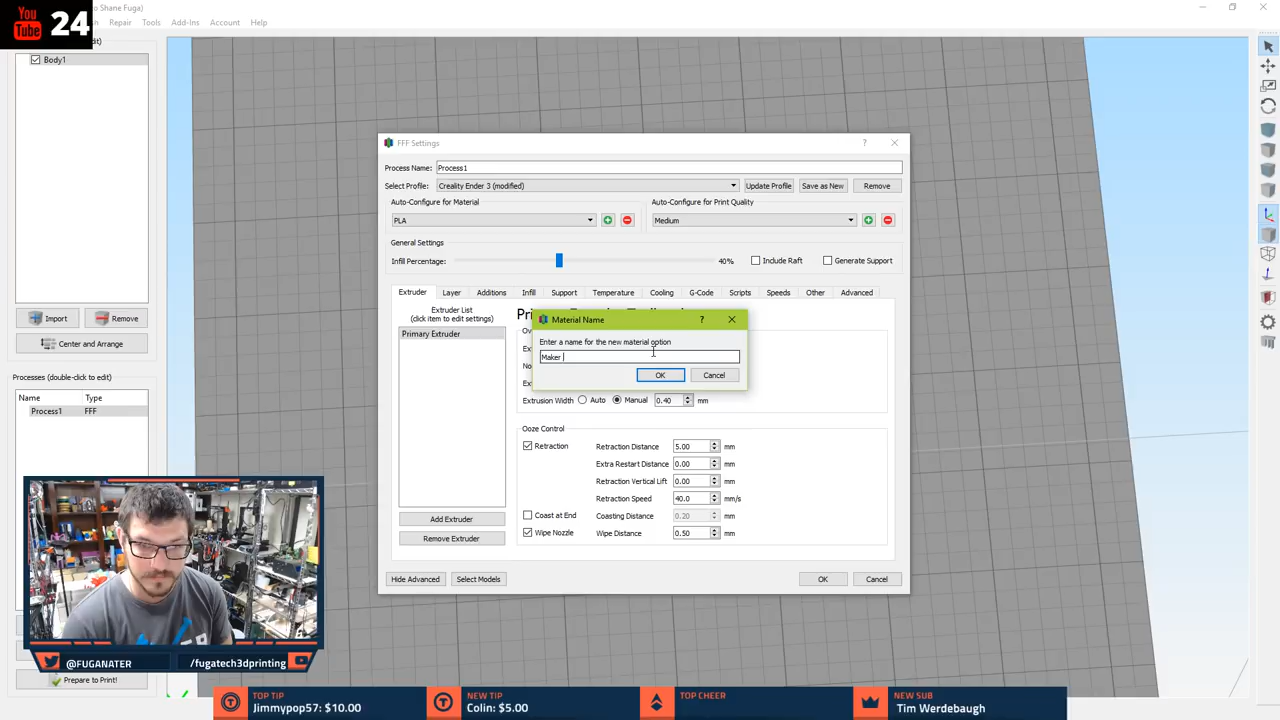 o Shane Fuga)
Repair Tools Add-Ins Account Help
You Tube 24
dit)
Body1
Import Remove
Center and Arrange
Processes (double-click to edit)
Name Type
Process1 FFF
Prepare to Print!
FFF Settings ?
Process Name: Process1
Select Profile: Creality Ender 3 (modified) Update Profile Save as New Remove
Auto-Configure for Material Auto-Configure for Print Quality
PLA Medium
General Settings
Infill Percentage: 40% Include Raft Generate Support
Extruder Layer Additions Infill Support Temperature Cooling G-Code Scripts Speeds Other Advanced
Extruder List
(click item to edit settings)
Primary Extruder
Material Name ?
Enter a name for the new material option
Maker
OK Cancel
Extrusion Width Auto Manual 0.40 mm
Ooze Control
Retraction Retraction Distance 5.00 mm
Extra Restart Distance 0.00 mm
Retraction Vertical Lift 0.00 mm
Retraction Speed 40.0 mm/s
Coast at End Coasting Distance 0.20 mm
Wipe Nozzle Wipe Distance 0.50 mm
Add Extruder
Remove Extruder
Hide Advanced Select Models OK Cancel
@FUGANATER /fugatech3dprinting
TOP TIP
Jimmypop57: $10.00
NEW TIP
Colin: $5.00
TOP CHEER
NEW SUB
Tim Werdebaugh